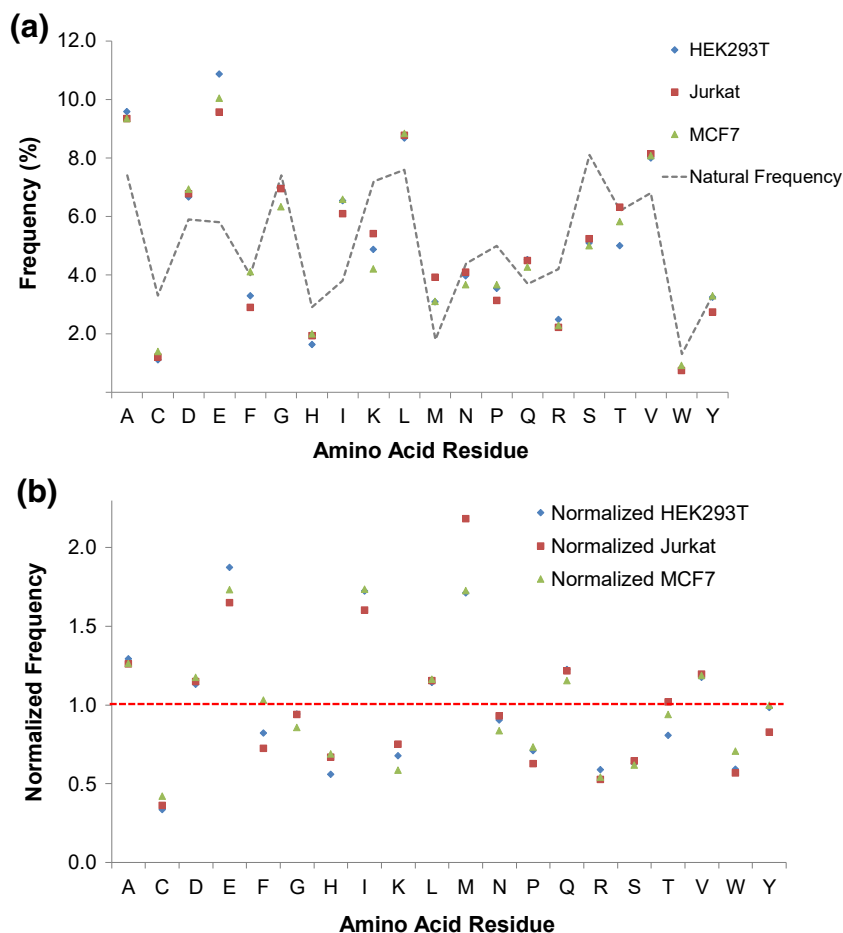 (a)
12.0
10.0
8.0
6.0
4.0
2.0
Frequency (%)
HEK293T
Jurkat
MCF7
Natural Frequency
A C D E F G H I K L M N P Q R S T V W Y
Amino Acid Residue
(b)
2.0
1.5
1.0
0.5
0.0
Normalized Frequency
Normalized HEK293T
Normalized Jurkat
Normalized MCF7
A C D E F G H I K L M N P Q R S T V W Y
Amino Acid Residue